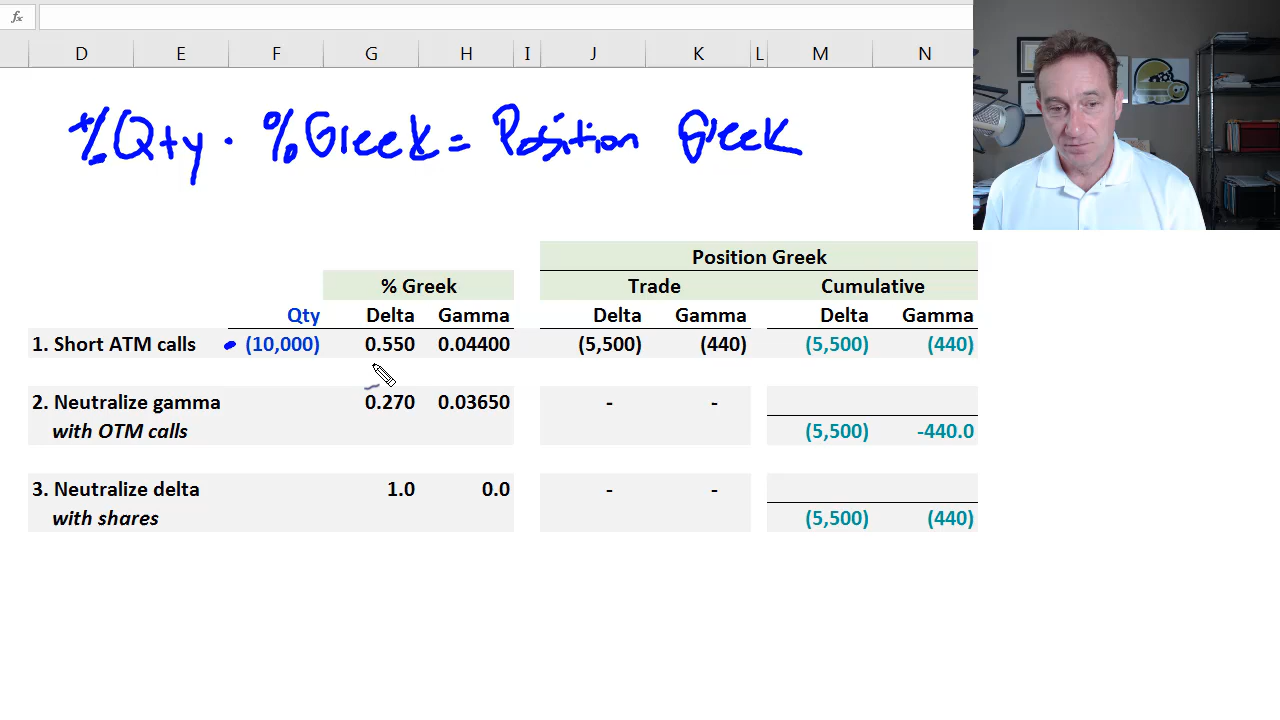 fx
D E F G H I J K L M N
+/- Qty · % Greek = Position Greek
Position Greek
% Greek Trade Cumulative
Qty Delta Gamma Delta Gamma Delta Gamma
1. Short ATM calls (10,000) 0.550 0.04400 (5,500) (440) (5,500) (440)
2. Neutralize gamma 0.270 0.03650 - -
with OTM calls (5,500) -440.0
3. Neutralize delta 1.0 0.0 - -
with shares (5,500) (440)